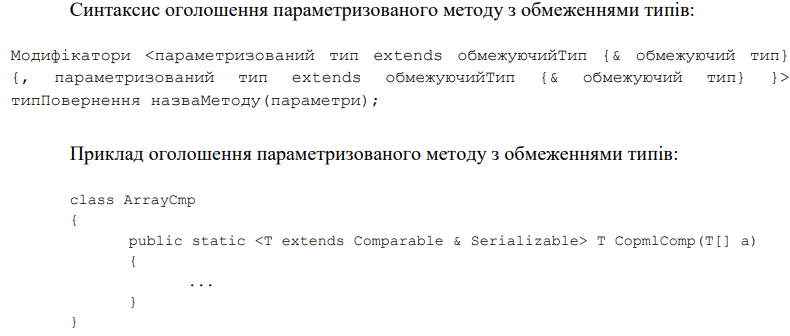 Синтаксис оголошення параметризованого методу з обмеженнями типів:
Модифікатори <параметризований тип extends обмежуючийТип {& обмежуючий тип}
{, параметризований тип extends обмежуючийТип {& обмежуючий тип} }>
типПовернення назваМетоду(параметри);
Приклад оголошення параметризованого методу з обмеженнями типів:
class ArrayCmp
{
public static <T extends Comparable & Serializable> T CopmlComp(T[] a)
{
...
}
}